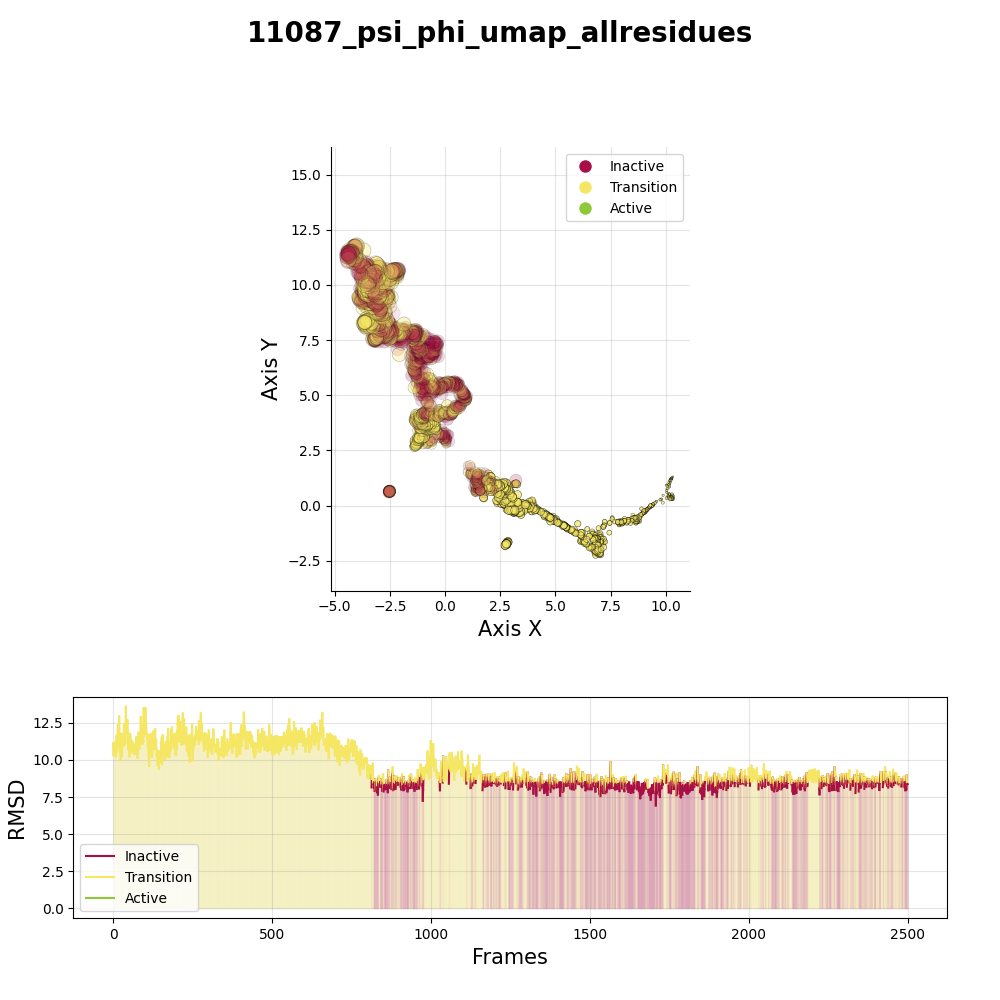 11087_psi_phi_umap_allresidues
Inactive
Transition
Active
15.0
12.5
10.0
7.5
5.0
2.5
0.0
−2.5
Axis Y
−5.0 −2.5 0.0 2.5 5.0 7.5 10.0
Axis X
12.5
10.0
7.5
5.0
2.5
0.0
RMSD
Inactive
Transition
Active
0 500 1000 1500 2000 2500
Frames